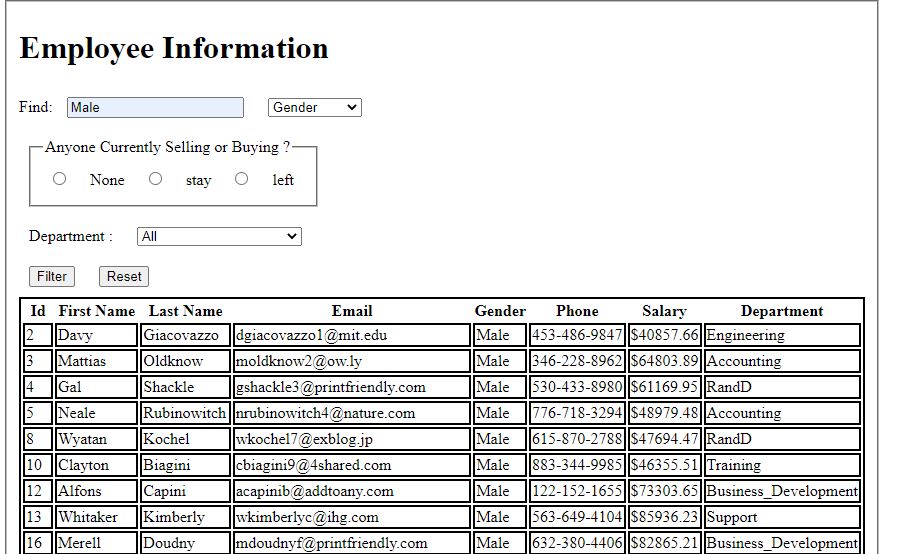 Employee Information
Find: Male Gender
Anyone Currently Selling or Buying ?
None stay left
Department : All
Filter Reset
Id First Name Last Name Email Gender Phone Salary Department
2 Davy Giacovazzo dgiacovazzo1@mit.edu Male 453-486-9847 $40857.66 Engineering
3 Mattias Oldknow moldknow2@ow.ly Male 346-228-8962 $64803.89 Accounting
4 Gal Shackle gshackle3@printfriendly.com Male 530-433-8980 $61169.95 RandD
5 Neale Rubinowitch nrubinowitch4@nature.com Male 776-718-3294 $48979.48 Accounting
8 Wyatan Kochel wkochel7@exblog.jp Male 615-870-2788 $47694.47 RandD
10 Clayton Biagini cbiagini9@4shared.com Male 883-344-9985 $46355.51 Training
12 Alfons Capini acapinib@addtoany.com Male 122-152-1655 $73303.65 Business_Development
13 Whitaker Kimberly wkimberlyc@ihg.com Male 563-649-4104 $85936.23 Support
16 Merell Doudny mdoudnyf@printfriendly.com Male 632-380-4406 $82865.21 Business_Development